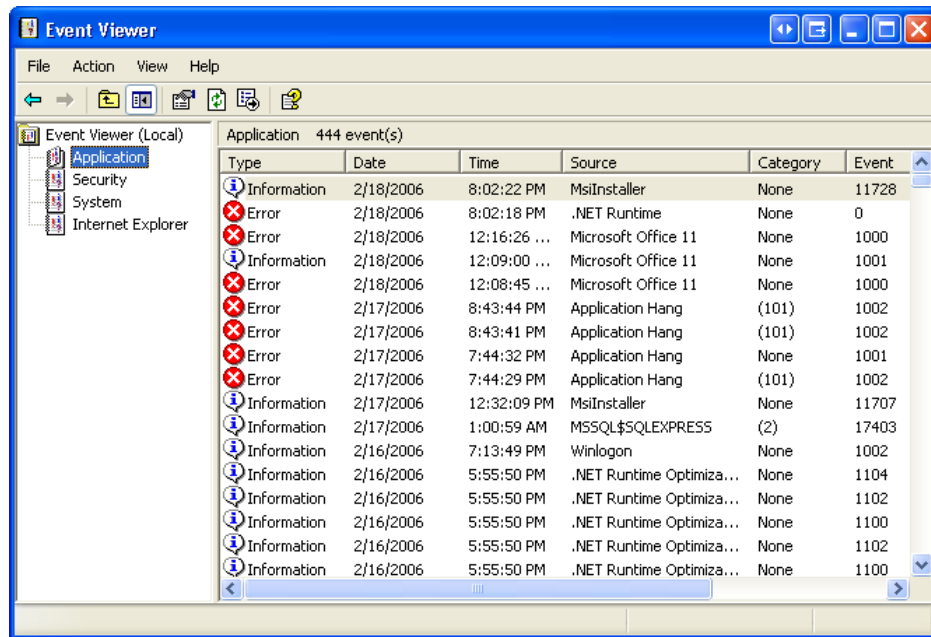 Event Viewer
File Action View Help
Event Viewer (Local)
Application
Security
System
Internet Explorer
Application 444 event(s)
Type Date Time Source Category Event
Information 2/18/2006 8:02:22 PM MsiInstaller None 11728
Error 2/18/2006 8:02:18 PM .NET Runtime None 0
Error 2/18/2006 12:16:26 ... Microsoft Office 11 None 1000
Information 2/18/2006 12:09:00 ... Microsoft Office 11 None 1001
Error 2/18/2006 12:08:45 ... Microsoft Office 11 None 1000
Error 2/17/2006 8:43:44 PM Application Hang (101) 1002
Error 2/17/2006 8:43:41 PM Application Hang (101) 1002
Error 2/17/2006 7:44:32 PM Application Hang None 1001
Error 2/17/2006 7:44:29 PM Application Hang (101) 1002
Information 2/17/2006 12:32:09 PM MsiInstaller None 11707
Information 2/17/2006 1:00:59 AM MSSQL$SQLEXPRESS (2) 17403
Information 2/16/2006 7:13:49 PM Winlogon None 1002
Information 2/16/2006 5:55:50 PM .NET Runtime Optimiza... None 1104
Information 2/16/2006 5:55:50 PM .NET Runtime Optimiza... None 1102
Information 2/16/2006 5:55:50 PM .NET Runtime Optimiza... None 1100
Information 2/16/2006 5:55:50 PM .NET Runtime Optimiza... None 1102
Information 2/16/2006 5:55:50 PM .NET Runtime Optimiza... None 1100